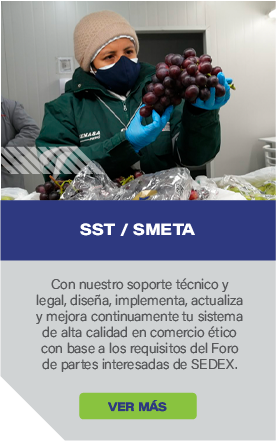 SENASA
SST / SMETA
Con nuestro soporte técnico y
legal, diseña, implementa, actualiza
y mejora continuamente tu sistema
de alta calidad en comercio ético
con base a los requisitos del Foro
de partes interesadas de SEDEX.
VER MÁS